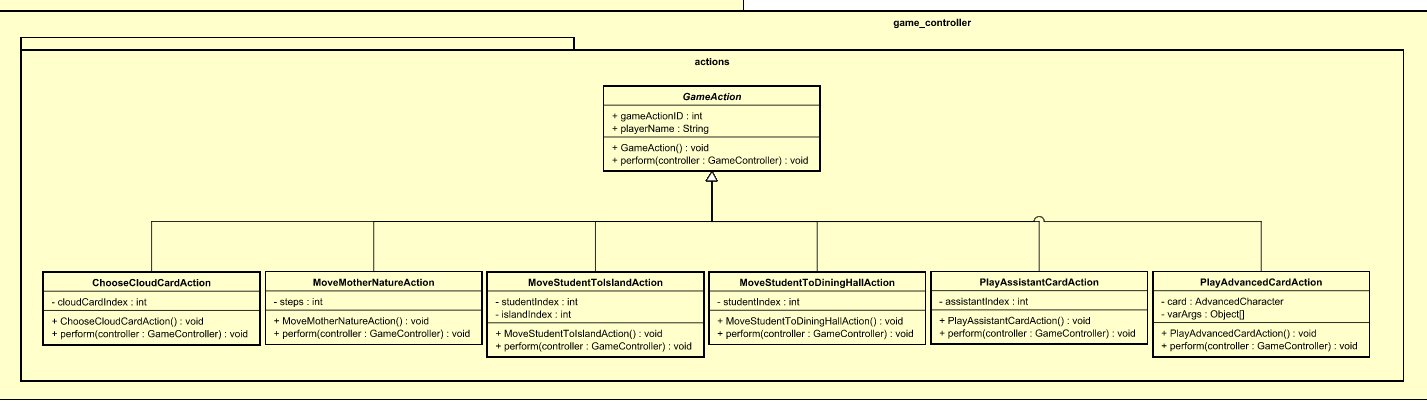 game_controller
actions
GameAction
+ gameActionID : int
+ playerName : String
+ GameAction() : void
+ perform(controller : GameController) : void
ChooseCloudCardAction
- cloudCardIndex : int
+ ChooseCloudCardAction() : void
+ perform(controller : GameController) : void
MoveMotherNatureAction
- steps : int
+ MoveMotherNatureAction() : void
+ perform(controller : GameController) : void
MoveStudentToIslandAction
- studentIndex : int
- islandIndex : int
+ MoveStudentToIslandAction() : void
+ perform(controller : GameController) : void
MoveStudentToDiningHallAction
- studentIndex : int
+ MoveStudentToDiningHallAction() : void
+ perform(controller : GameController) : void
PlayAssistantCardAction
- assistantIndex : int
+ PlayAssistantCardAction() : void
+ perform(controller : GameController) : void
PlayAdvancedCardAction
- card : AdvancedCharacter
- varArgs : Object[]
+ PlayAdvancedCardAction() : void
+ perform(controller : GameController) : void